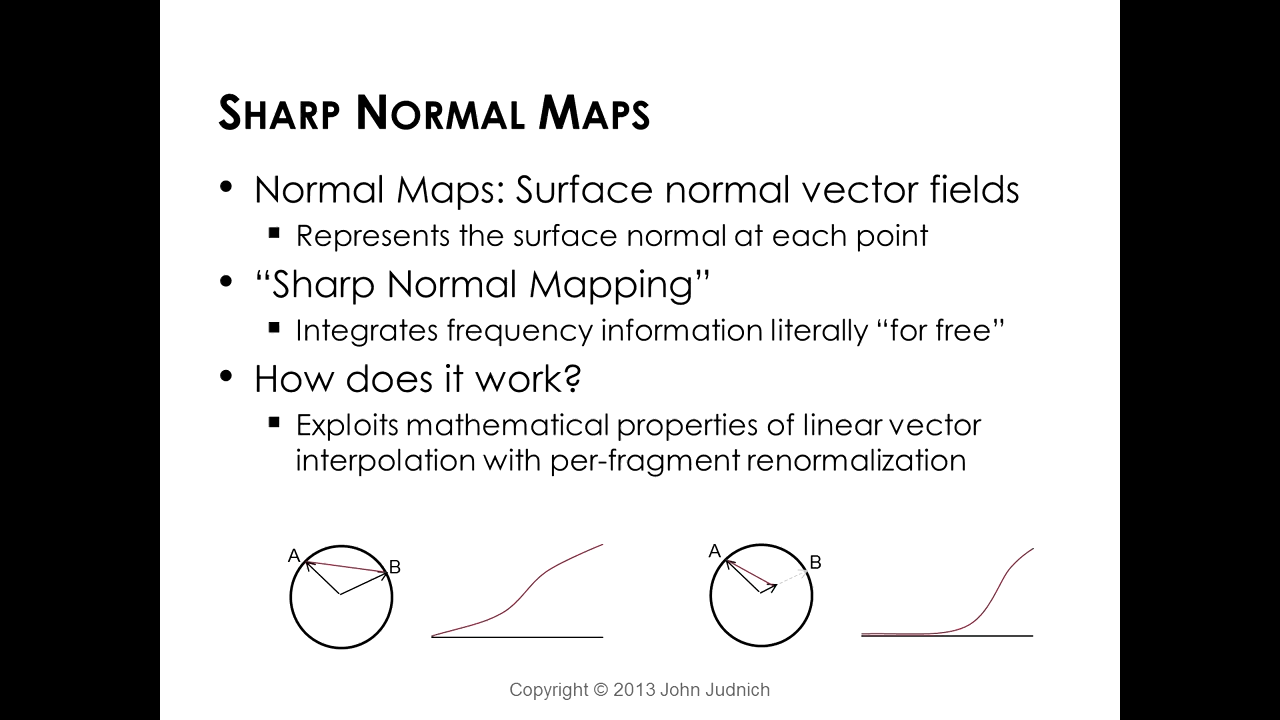 SHARP NORMAL MAPS
• Normal Maps: Surface normal vector fields
▪ Represents the surface normal at each point
• “Sharp Normal Mapping”
▪ Integrates frequency information literally “for free”
• How does it work?
▪ Exploits mathematical properties of linear vector
interpolation with per-fragment renormalization
A
B
A
B
Copyright © 2013 John Judnich